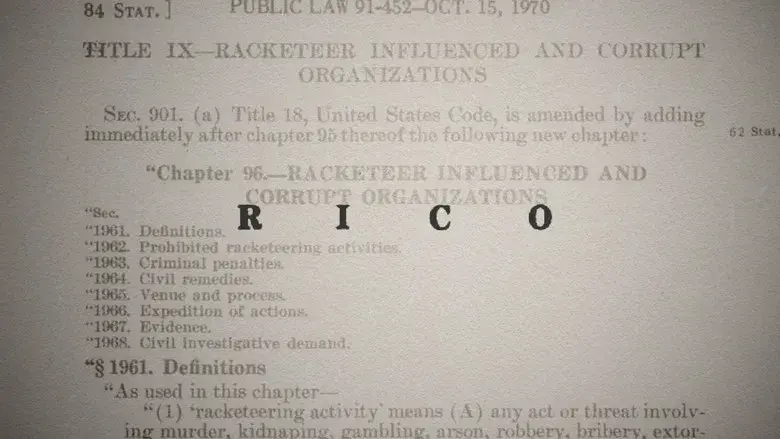 84 STAT. ] PUBLIC LAW 91-452—OCT. 15, 1970
TITLE IX—RACKETEER INFLUENCED AND CORRUPT
ORGANIZATIONS
SEC. 901. (a) Title 18, United States Code, is amended by adding
immediately after chapter 95 thereof the following new chapter:
62 Stat.
“Chapter 96.—RACKETEER INFLUENCED AND
CORRUPT ORGANIZATIONS
R I C O
“Sec.
“1961. Definitions.
“1962. Prohibited racketeering activities.
“1963. Criminal penalties.
“1964. Civil remedies.
“1965. Venue and process.
“1966. Expedition of actions.
“1967. Evidence.
“1968. Civil investigative demand.
“§ 1961. Definitions
“As used in this chapter—
“(1) ‘racketeering activity’ means (A) any act or threat involv-
ing murder, kidnaping, gambling, arson, robbery, bribery, extor-